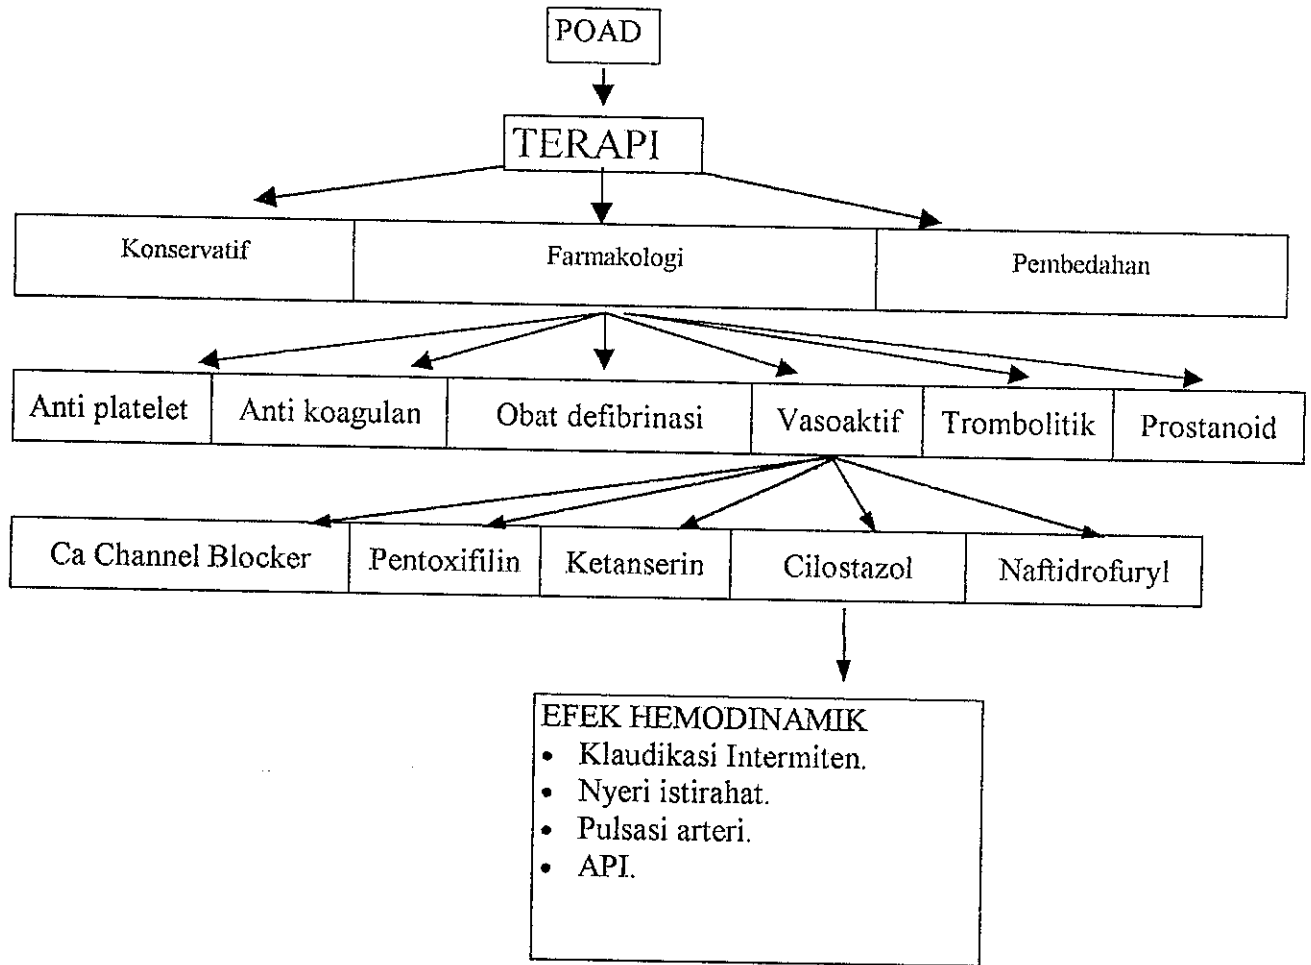 POAD
TERAPI
Konservatif
Farmakologi
Pembedahan
Anti platelet
Anti koagulan
Obat defibrinasi
Vasoaktif
Trombolitik
Prostanoid
Ca Channel Blocker
Pentoxifilin
Ketanserin
Cilostazol
Naftidrofuryl
EFEK HEMODINAMIK
• Klaudikasi Intermiten.
• Nyeri istirahat.
• Pulsasi arteri.
• API.